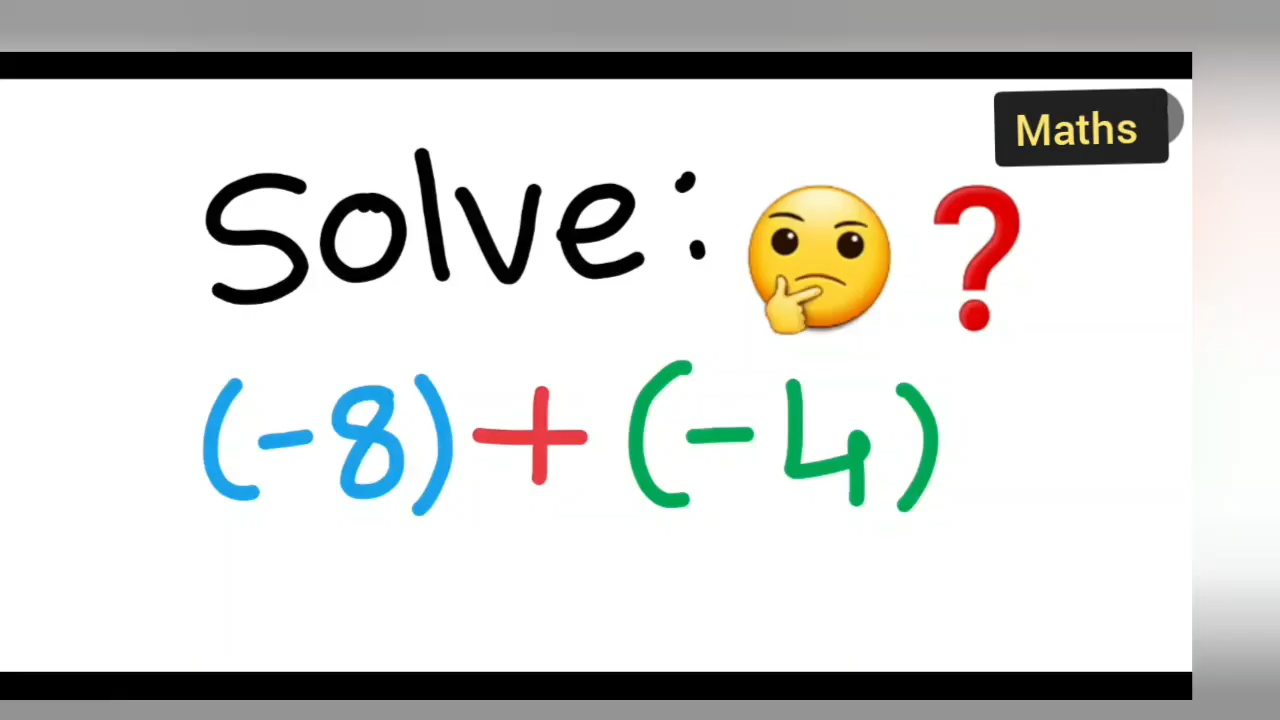 Maths
Solve: 🤔 ❓
(-8) + (-4)